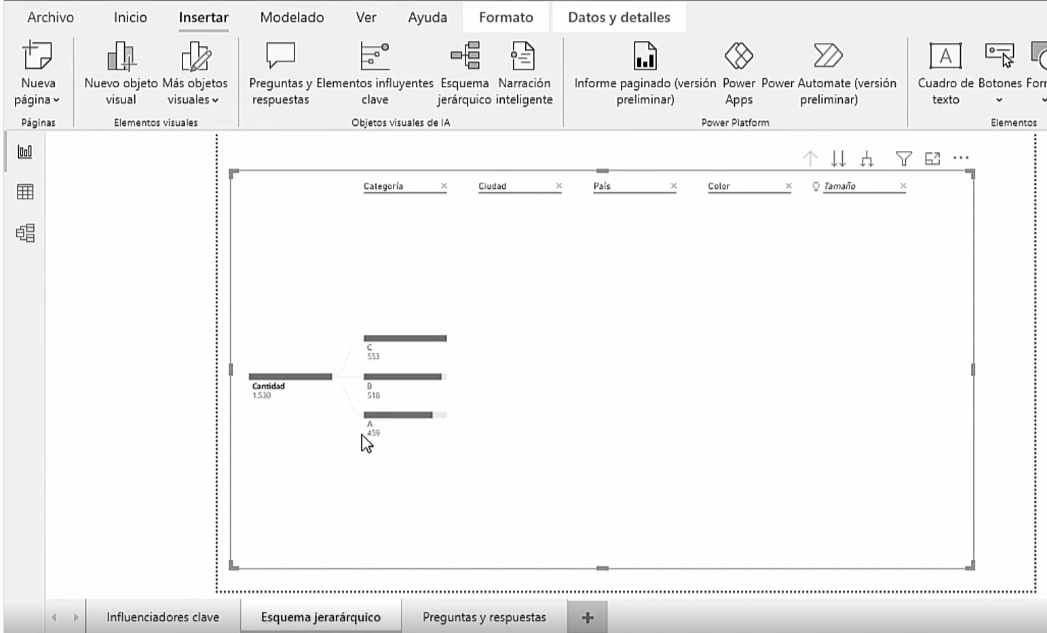 Archivo Inicio Insertar Modelado Ver Ayuda Formato Datos y detalles
Nueva página
Nuevo objeto visual
Más objetos visuales
Preguntas y respuestas
Elementos influyentes clave
Esquema jerárquico
Narración inteligente
Informe paginado (versión preliminar)
Power Apps
Power Automate (versión preliminar)
Cuadro de texto
Botones
Forr
Páginas Elementos visuales Objetos visuales de IA Power Platform Elementos
Categoría Ciudad País Color Tamaño
C
553
Cantidad
1.530
B
518
A
459
Influenciadores clave Esquema jerarárquico Preguntas y respuestas